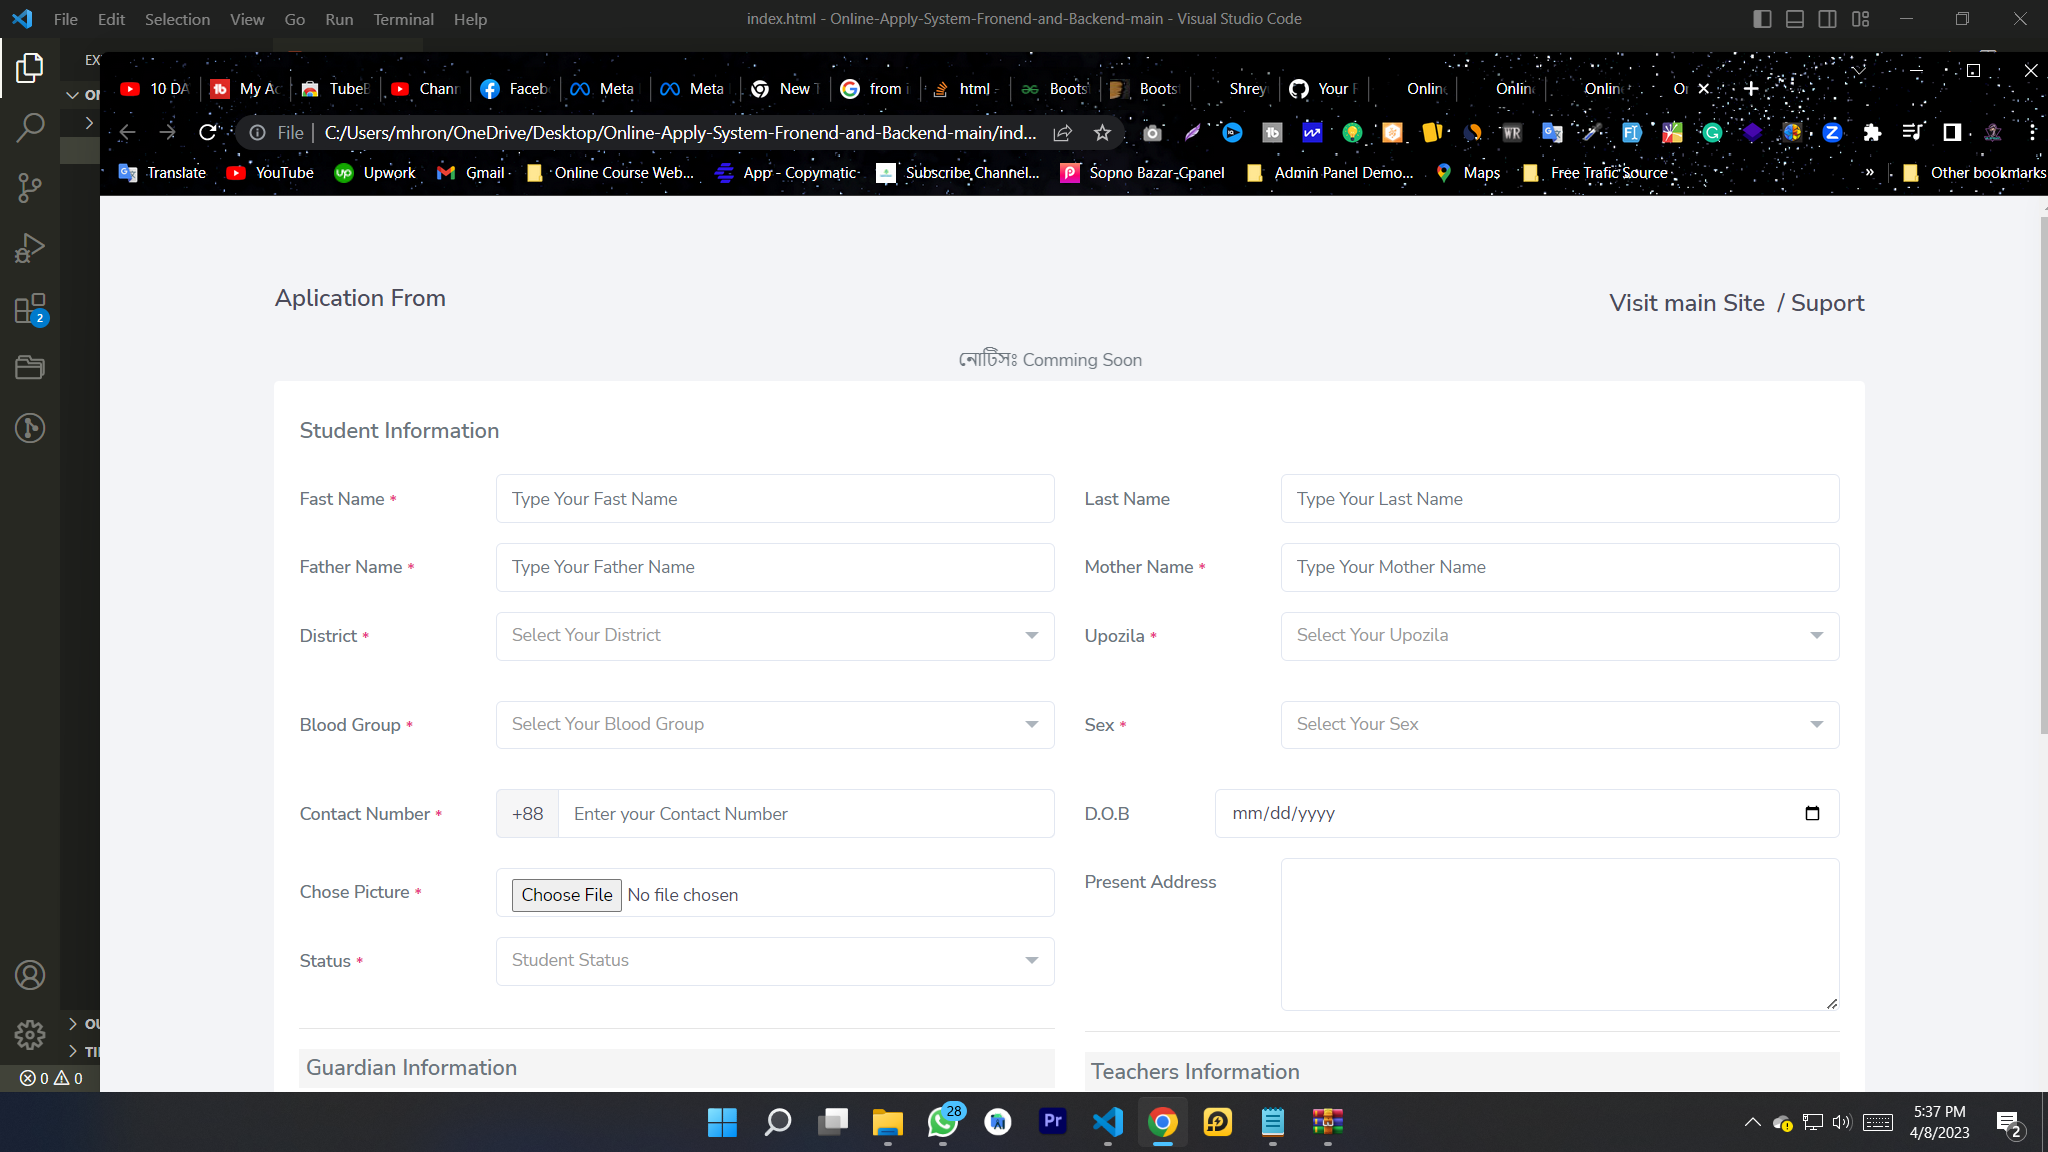 File Edit Selection View Go Run Terminal Help
index.html - Online-Apply-System-Fronend-and-Backend-main - Visual Studio Code
10 DA My Ac TubeB Chann Faceb Meta Meta New T from html - Boots Boots Shrey Your F Online Online Onlin
File C:/Users/mhron/OneDrive/Desktop/Online-Apply-System-Fronend-and-Backend-main/ind...
Translate YouTube Upwork Gmail Online Course Web... App - Copymatic Subscribe Channel... Sopno Bazar-Cpanel Admin Panel Demo... Maps Free Trafic Source » Other bookmarks
Aplication From
Visit main Site / Suport
নোটিসঃ Comming Soon
Student Information
Fast Name * Type Your Fast Name
Last Name Type Your Last Name
Father Name * Type Your Father Name
Mother Name * Type Your Mother Name
District * Select Your District
Upozila * Select Your Upozila
Blood Group * Select Your Blood Group
Sex * Select Your Sex
Contact Number * +88 Enter your Contact Number
D.O.B mm/dd/yyyy
Chose Picture * Choose File No file chosen
Present Address
Status * Student Status
Guardian Information
Teachers Information
0 0
2
28
Pr
5:37 PM
4/8/2023
2